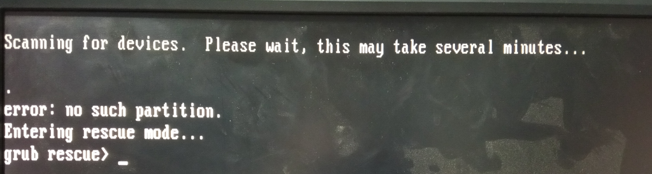 Scanning for devices.  Please wait, this may take several minutes...
.
error: no such partition.
Entering rescue mode...
grub rescue> _